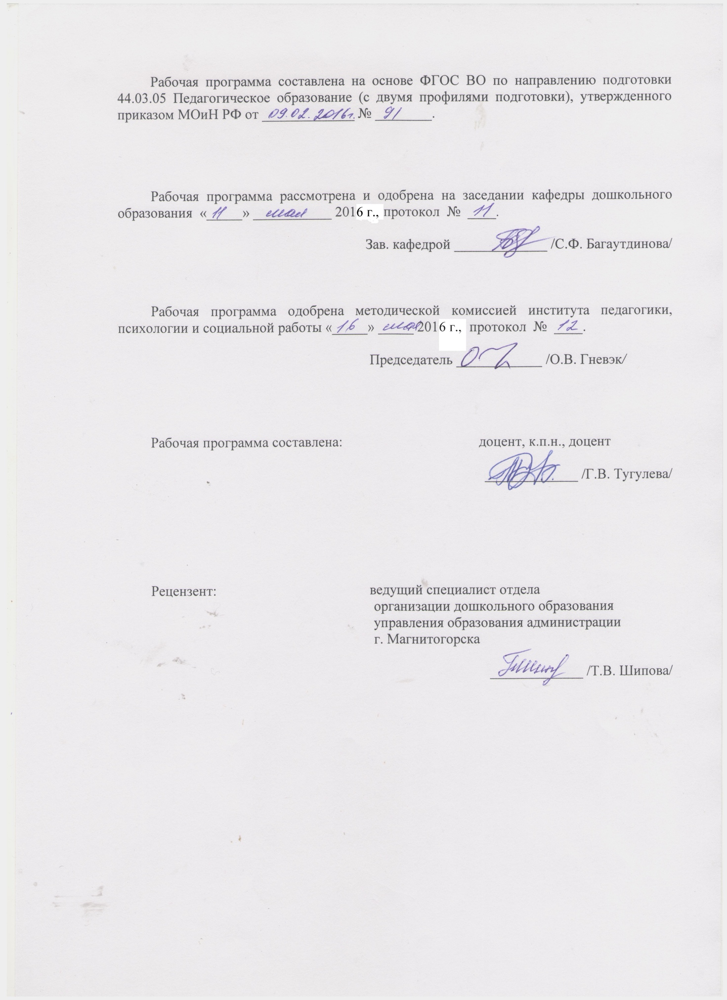 Рабочая программа составлена на основе ФГОС ВО по направлению подготовки
44.03.05 Педагогическое образование (с двумя профилями подготовки), утвержденного
приказом МОиН РФ от 09.02.2016г. № 91.
Рабочая программа рассмотрена и одобрена на заседании кафедры дошкольного
образования «11» мая 2016 г., протокол № 11.
Зав. кафедрой /С.Ф. Багаутдинова/
Рабочая программа одобрена методической комиссией института педагогики,
психологии и социальной работы «16» мая 2016 г., протокол № 12.
Председатель /О.В. Гневэк/
Рабочая программа составлена: доцент, к.п.н., доцент
/Г.В. Тугулева/
Рецензент: ведущий специалист отдела
организации дошкольного образования
управления образования администрации
г. Магнитогорска
/Т.В. Шипова/